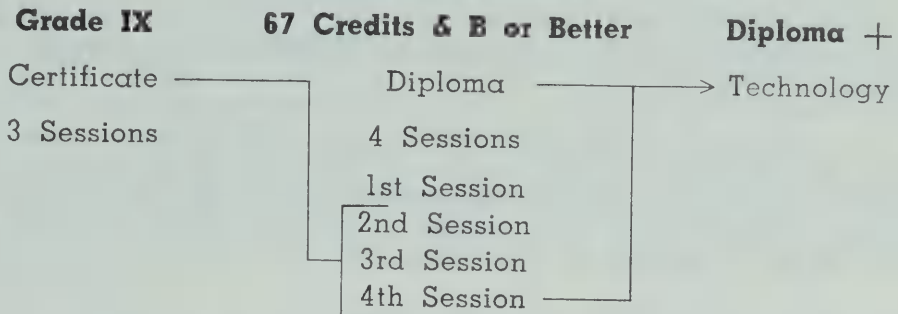 Grade IX 67 Credits & B or Better Diploma +
Certificate Diploma Technology
3 Sessions 4 Sessions
1st Session
2nd Session
3rd Session
4th Session